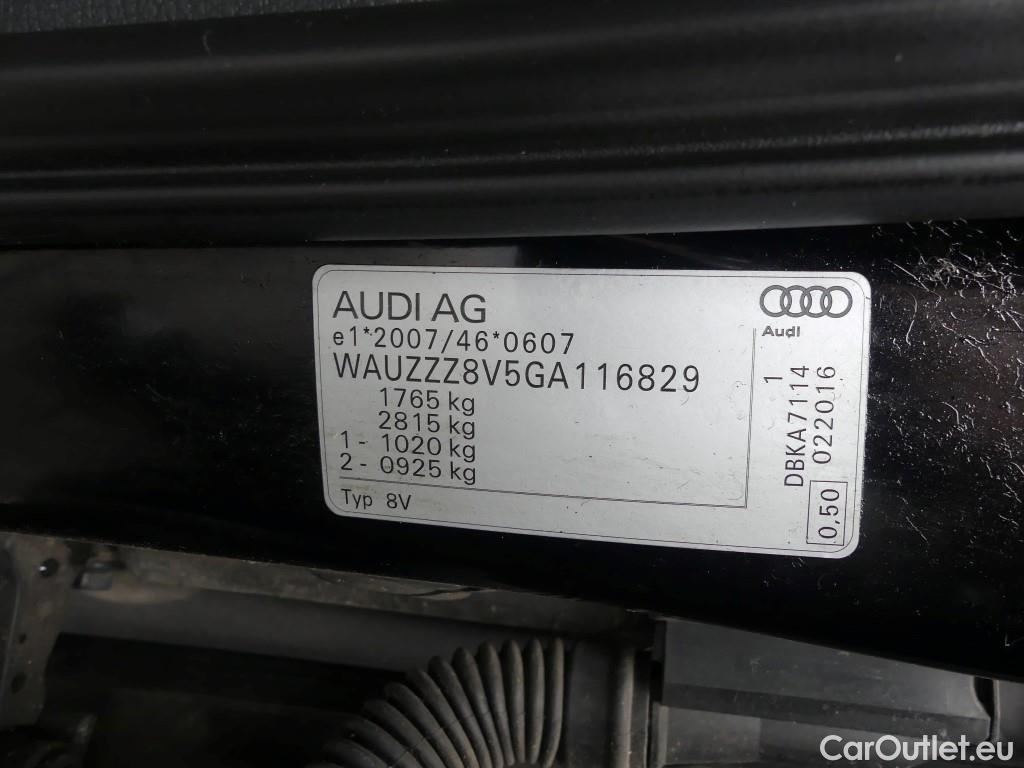 AUDI AG
Audi
e1*2007/46*0607
WAUZZZ8V5GA116829
1765 kg
2815 kg
1 - 1020 kg
2 - 0925 kg
Typ 8V
1
DBKA7114
022016
0,50
CarOutlet.eu